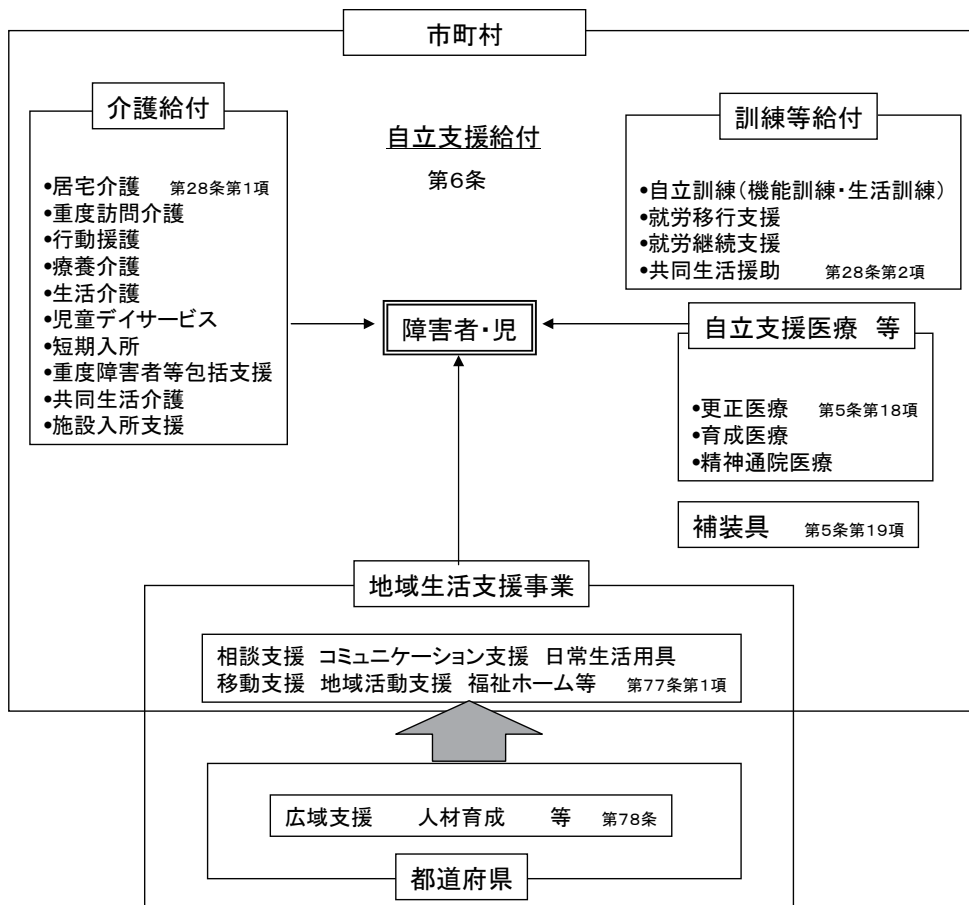 市町村
介護給付
•居宅介護 第28条第1項
•重度訪問介護
•行動援護
•療養介護
•生活介護
•児童デイサービス
•短期入所
•重度障害者等包括支援
•共同生活介護
•施設入所支援
自立支援給付
第6条
訓練等給付
•自立訓練(機能訓練・生活訓練)
•就労移行支援
•就労継続支援
•共同生活援助 第28条第2項
障害者・児
自立支援医療 等
•更正医療 第5条第18項
•育成医療
•精神通院医療
補装具 第5条第19項
地域生活支援事業
相談支援 コミュニケーション支援 日常生活用具
移動支援 地域活動支援 福祉ホーム等 第77条第1項
広域支援 人材育成 等 第78条
都道府県